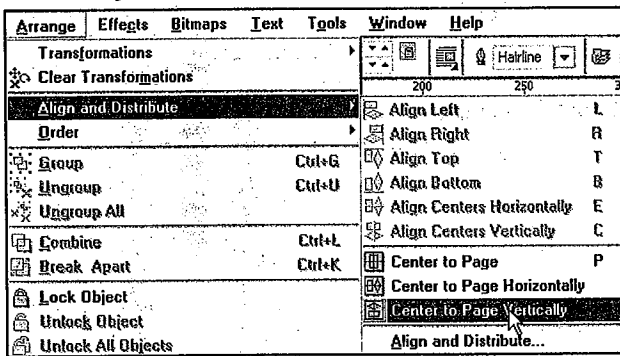 Arrange Effects Bitmaps Text Tools Window Help
Transformations
Clear Transformations
Align and Distribute
Order
Group Ctrl+G
Ungroup Ctrl+U
Ungroup All
Combine Ctrl+L
Break Apart Ctrl+K
Lock Object
Unlock Object
Unlock All Objects
Hairline
200 250
Align Left L
Align Right R
Align Top T
Align Bottom B
Align Centers Horizontally E
Align Centers Vertically C
Center to Page P
Center to Page Horizontally
Center to Page Vertically
Align and Distribute...